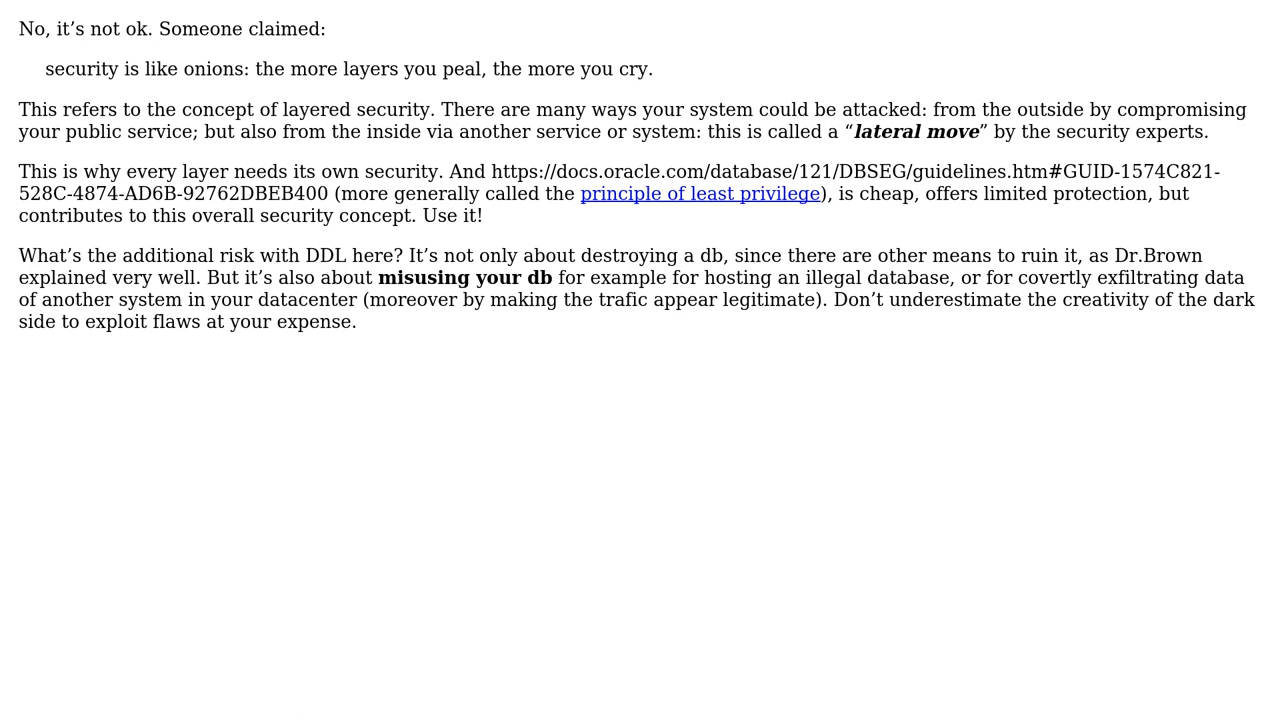 No, it’s not ok. Someone claimed:
security is like onions: the more layers you peal, the more you cry.
This refers to the concept of layered security. There are many ways your system could be attacked: from the outside by compromising
your public service; but also from the inside via another service or system: this is called a “lateral move” by the security experts.
This is why every layer needs its own security. And https://docs.oracle.com/database/121/DBSEG/guidelines.htm#GUID-1574C821-
528C-4874-AD6B-92762DBEB400 (more generally called the principle of least privilege), is cheap, offers limited protection, but
contributes to this overall security concept. Use it!
What’s the additional risk with DDL here? It’s not only about destroying a db, since there are other means to ruin it, as Dr.Brown
explained very well. But it’s also about misusing your db for example for hosting an illegal database, or for covertly exfiltrating data
of another system in your datacenter (moreover by making the trafic appear legitimate). Don’t underestimate the creativity of the dark
side to exploit flaws at your expense.